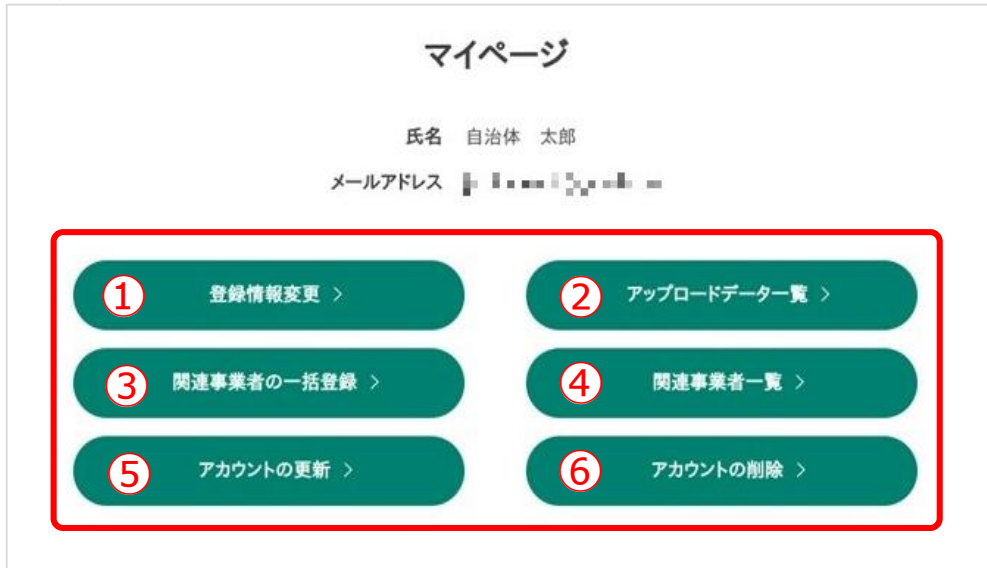 マイページ
氏名 自治体 太郎
メールアドレス
① 登録情報変更 >
② アップロードデータ一覧 >
③ 関連事業者の一括登録 >
④ 関連事業者一覧 >
⑤ アカウントの更新 >
⑥ アカウントの削除 >